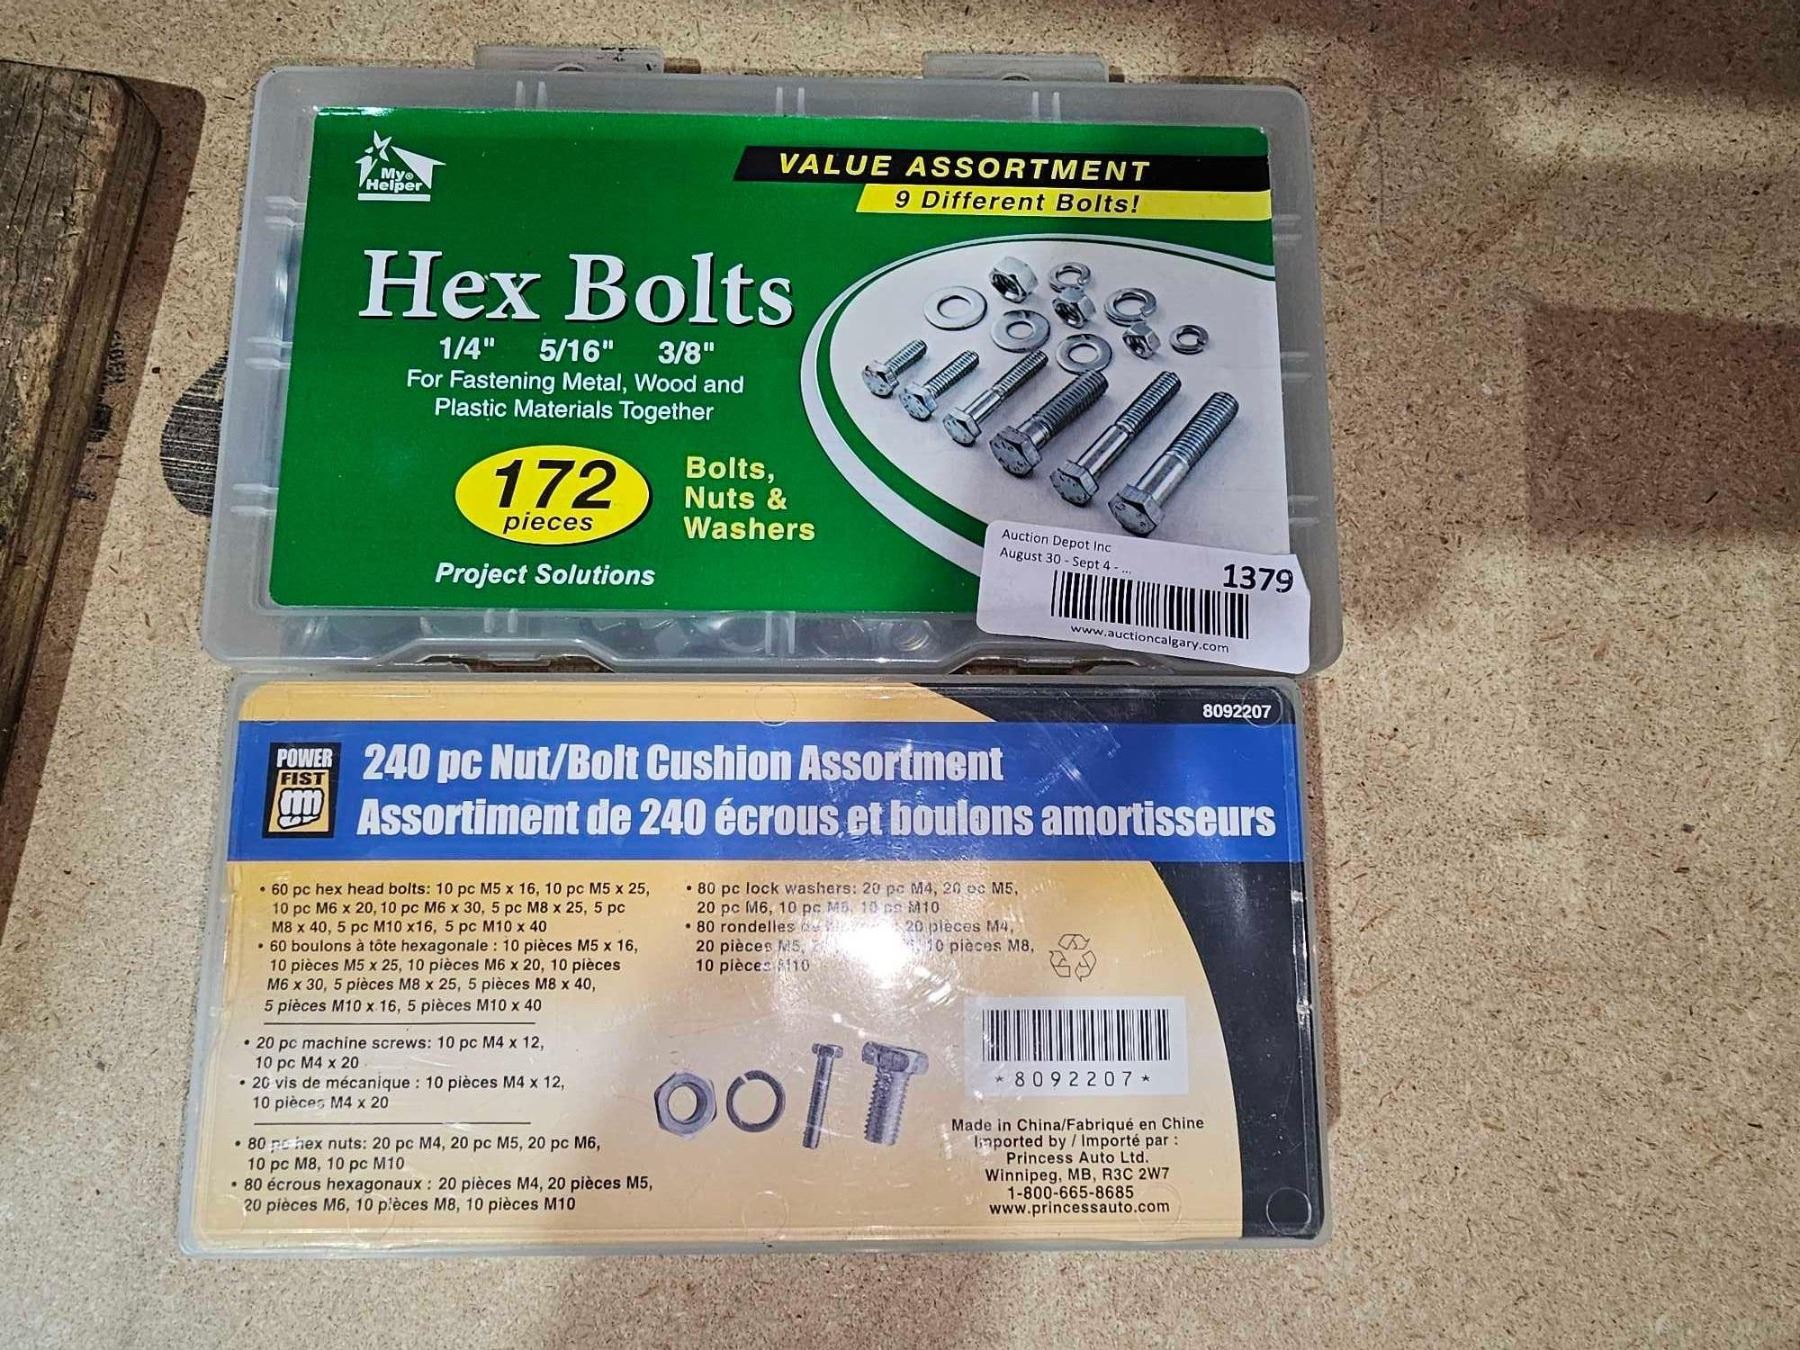 My® Helper
VALUE ASSORTMENT
9 Different Bolts!
Hex Bolts
1/4" 5/16" 3/8"
For Fastening Metal, Wood and
Plastic Materials Together
172
pieces
Bolts,
Nuts &
Washers
Project Solutions
Auction Depot Inc
August 30 - Sept 4 - ...
1379
www.auctioncalgary.com
8092207
POWER
FIST
240 pc Nut/Bolt Cushion Assortment
Assortiment de 240 écrous et boulons amortisseurs
• 60 pc hex head bolts: 10 pc M5 x 16, 10 pc M5 x 25,
10 pc M6 x 20, 10 pc M6 x 30, 5 pc M8 x 25, 5 pc
M8 x 40, 5 pc M10 x16, 5 pc M10 x 40
• 60 boulons à tôte hexagonale : 10 pièces M5 x 16,
10 pièces M5 x 25, 10 pièces M6 x 20, 10 pièces
M6 x 30, 5 pièces M8 x 25, 5 pièces M8 x 40,
5 pièces M10 x 16, 5 pièces M10 x 40
• 20 pc machine screws: 10 pc M4 x 12,
10 pc M4 x 20
• 20 vis de mécanique : 10 pièces M4 x 12,
10 pièces M4 x 20
• 80 pc hex nuts: 20 pc M4, 20 pc M5, 20 pc M6,
10 pc M8, 10 pc M10
• 80 écrous hexagonaux : 20 pièces M4, 20 pièces M5,
20 pièces M6, 10 pièces M8, 10 pièces M10
• 80 pc lock washers: 20 pc M4, 20 pc M5,
20 pc M6, 10 pc M8, 10 pc M10
• 80 rondelles : 20 pièces M4,
20 pièces M5, 10 pièces M8,
10 pièces M10
*8092207*
Made in China/Fabriqué en Chine
Imported by / Importé par :
Princess Auto Ltd.
Winnipeg, MB, R3C 2W7
1-800-665-8685
www.princessauto.com